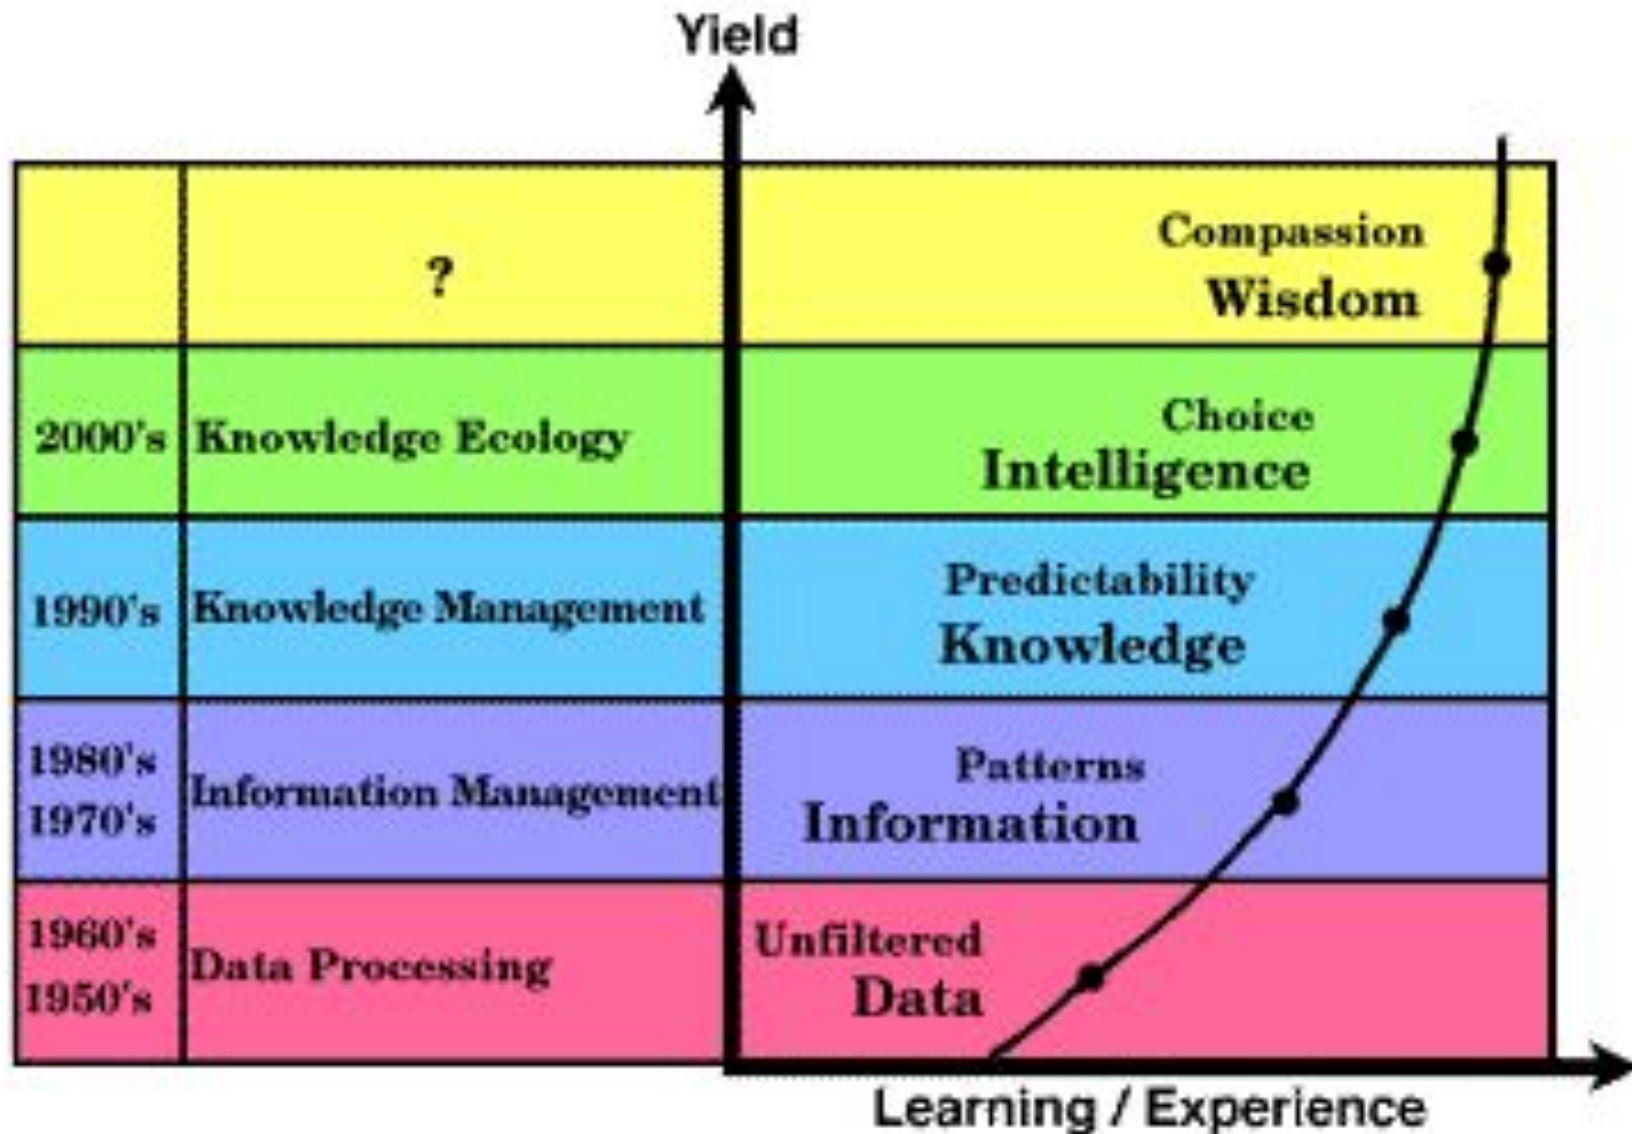 Yield
?
Compassion
Wisdom
2000's
Knowledge Ecology
Choice
Intelligence
1990's
Knowledge Management
Predictability
Knowledge
1980's
1970's
Information Management
Patterns
Information
1960's
1950's
Data Processing
Unfiltered
Data
Learning / Experience